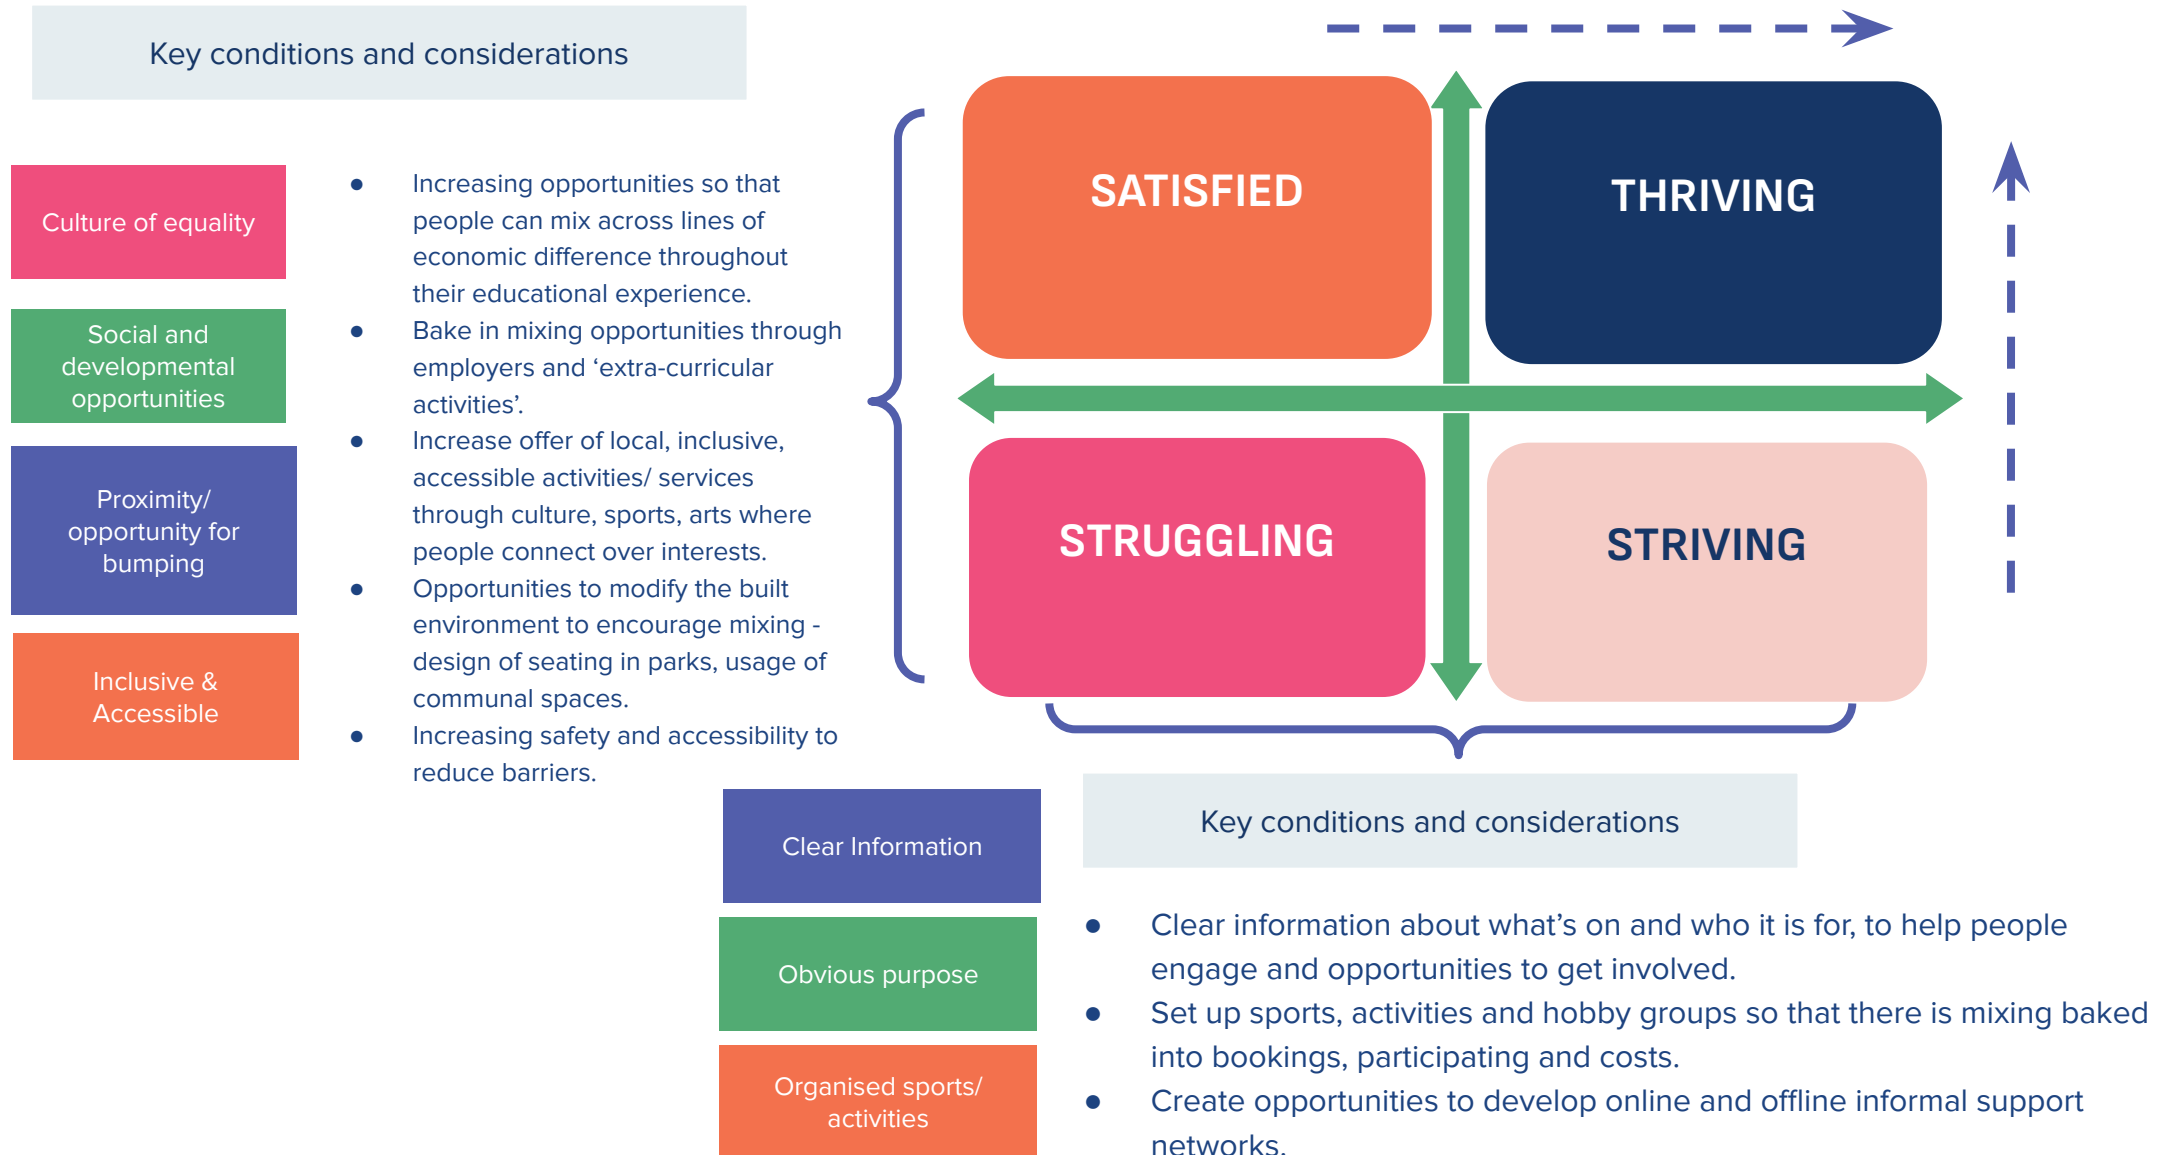 Key conditions and considerations
Culture of equality
Social and
developmental
opportunities
Proximity/
opportunity for
bumping
Inclusive &
Accessible
● Increasing opportunities so that
people can mix across lines of
economic difference throughout
their educational experience.
● Bake in mixing opportunities through
employers and ‘extra-curricular
activities’.
● Increase offer of local, inclusive,
accessible activities/ services
through culture, sports, arts where
people connect over interests.
● Opportunities to modify the built
environment to encourage mixing -
design of seating in parks, usage of
communal spaces.
● Increasing safety and accessibility to
reduce barriers.
SATISFIED
THRIVING
STRUGGLING
STRIVING
Key conditions and considerations
Clear Information
Obvious purpose
Organised sports/
activities
● Clear information about what’s on and who it is for, to help people
engage and opportunities to get involved.
● Set up sports, activities and hobby groups so that there is mixing baked
into bookings, participating and costs.
● Create opportunities to develop online and offline informal support
networks.